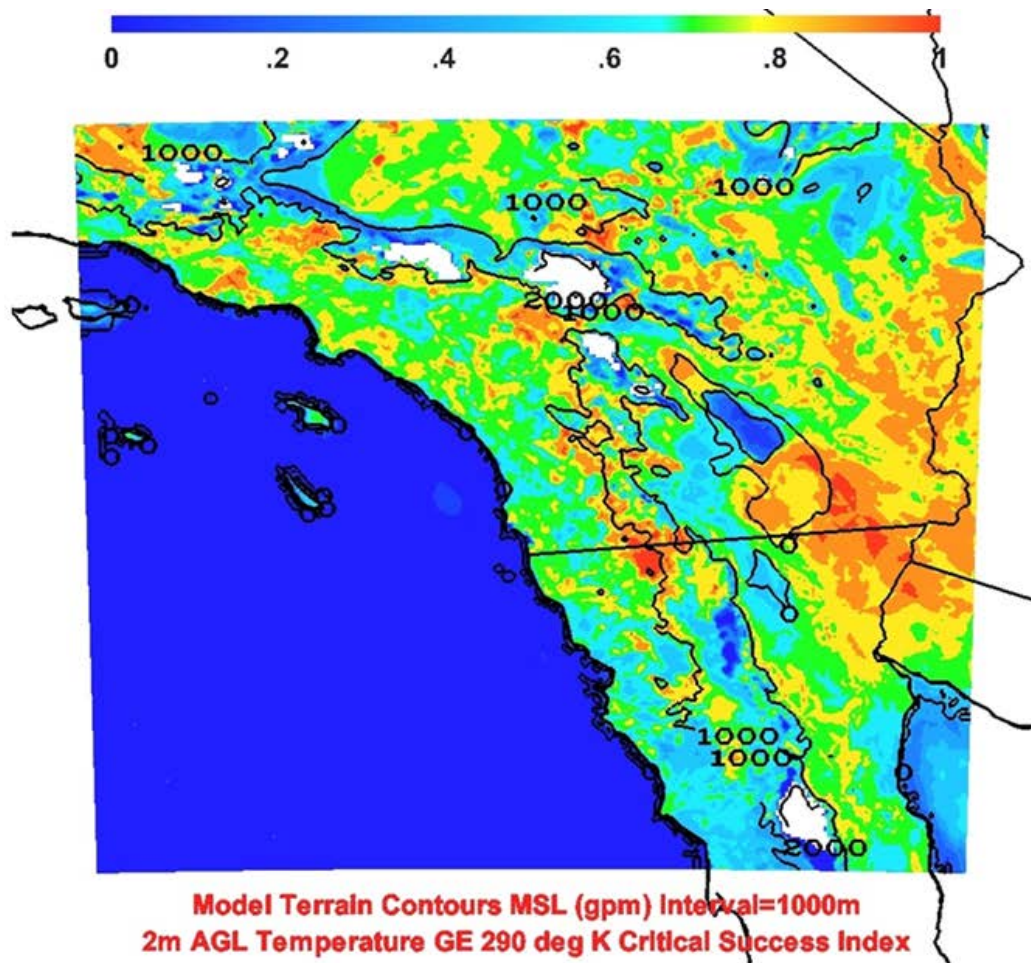 0 .2 .4 .6 .8 1
1000
1000
1000
2000
1000
1000
1000
2000
Model Terrain Contours MSL (gpm) Interval=1000m
2m AGL Temperature GE 290 deg K Critical Success Index